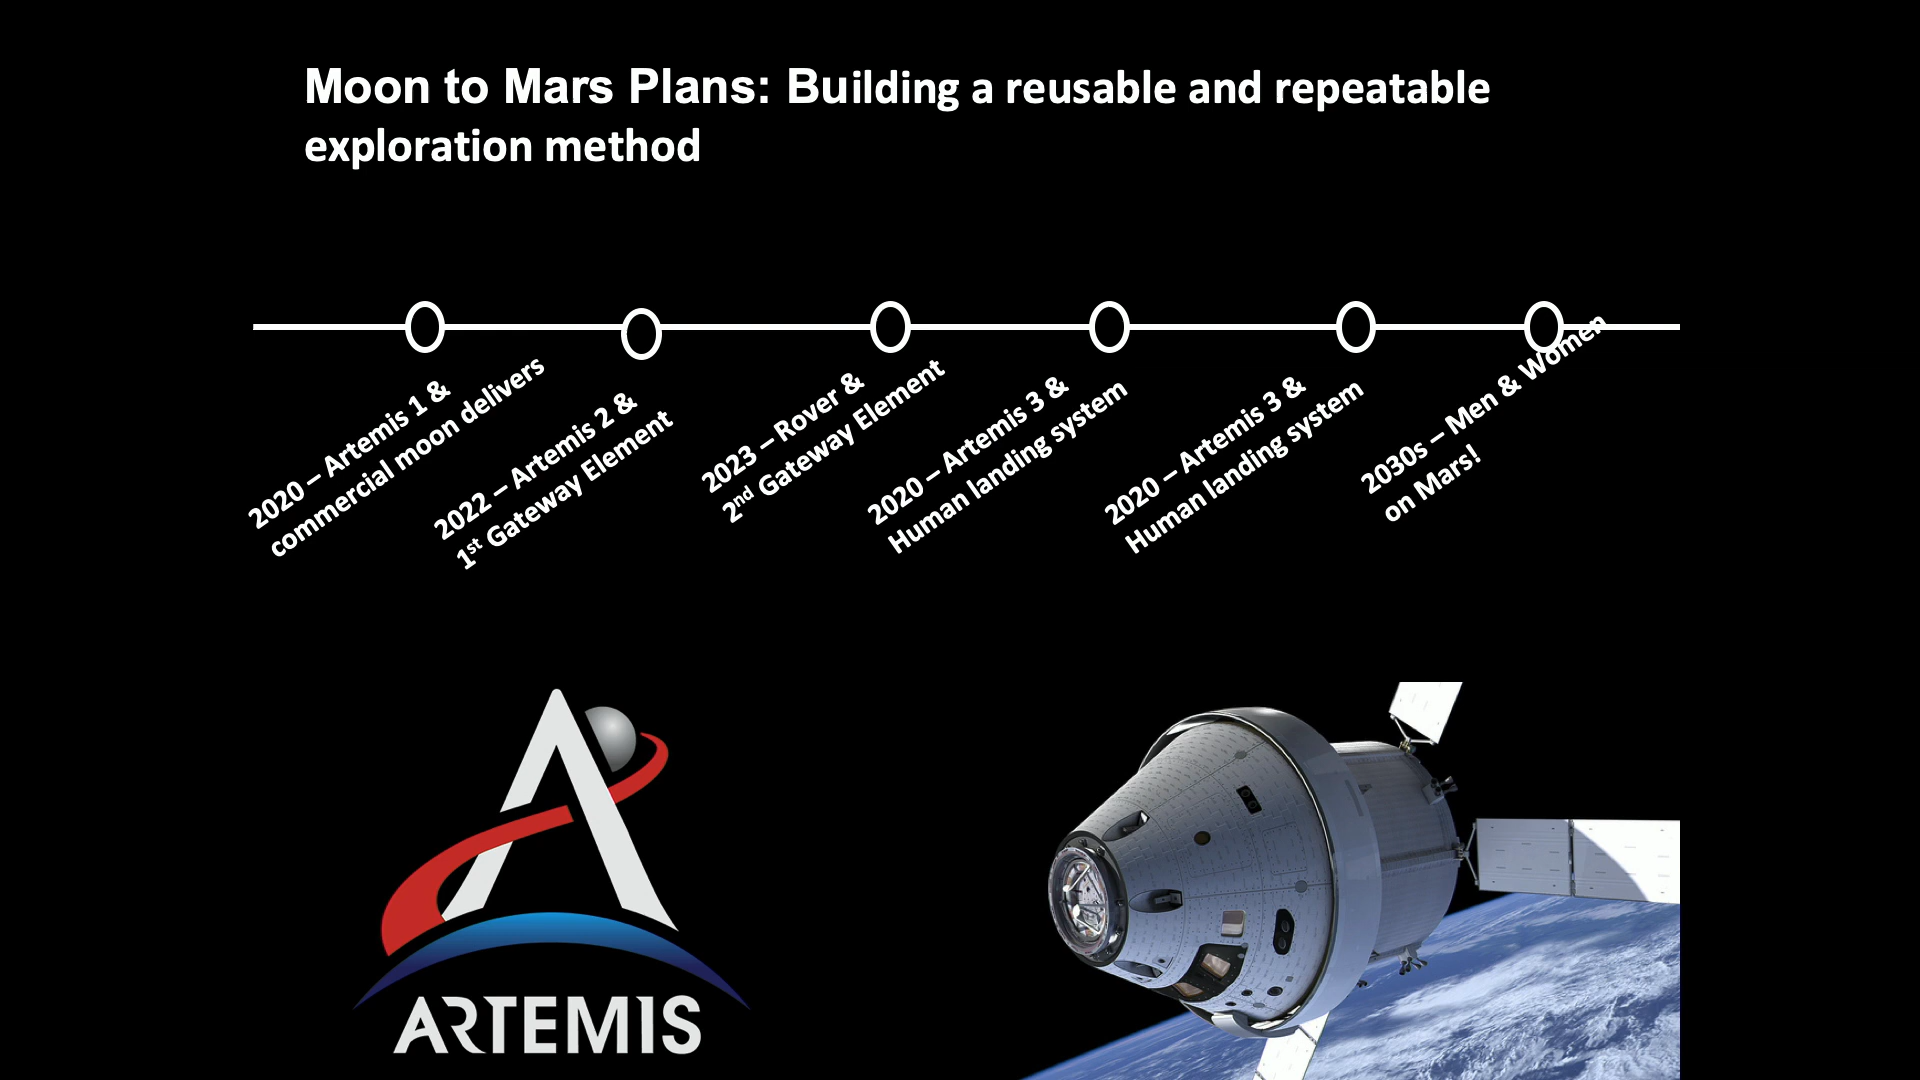 Moon to Mars Plans: Building a reusable and repeatable
exploration method
2020 – Artemis 1 &
commercial moon delivers
2022 – Artemis 2 &
1st Gateway Element
2023 – Rover &
2nd Gateway Element
2020 – Artemis 3 &
Human landing system
2020 – Artemis 3 &
Human landing system
2030s – Men & Women
on Mars!
ARTEMIS